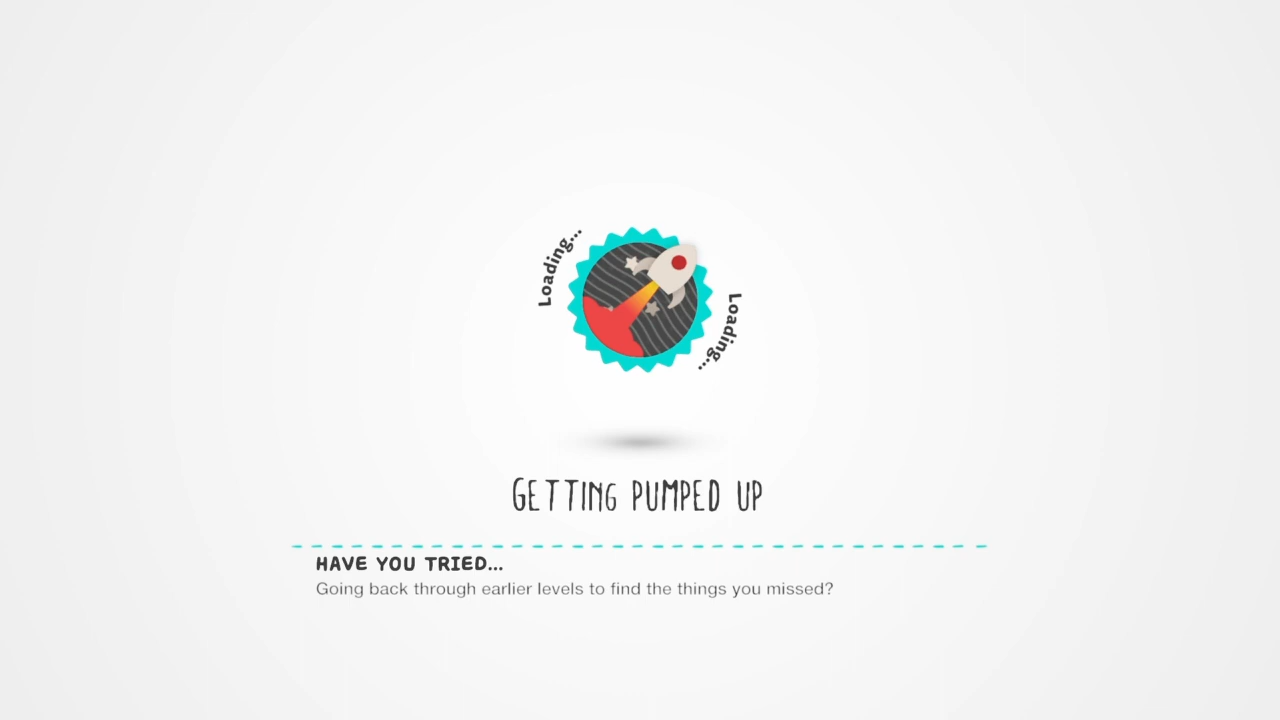 Loading...
Loading...
GETTING PUMPED UP
HAVE YOU TRIED...
Going back through earlier levels to find the things you missed?